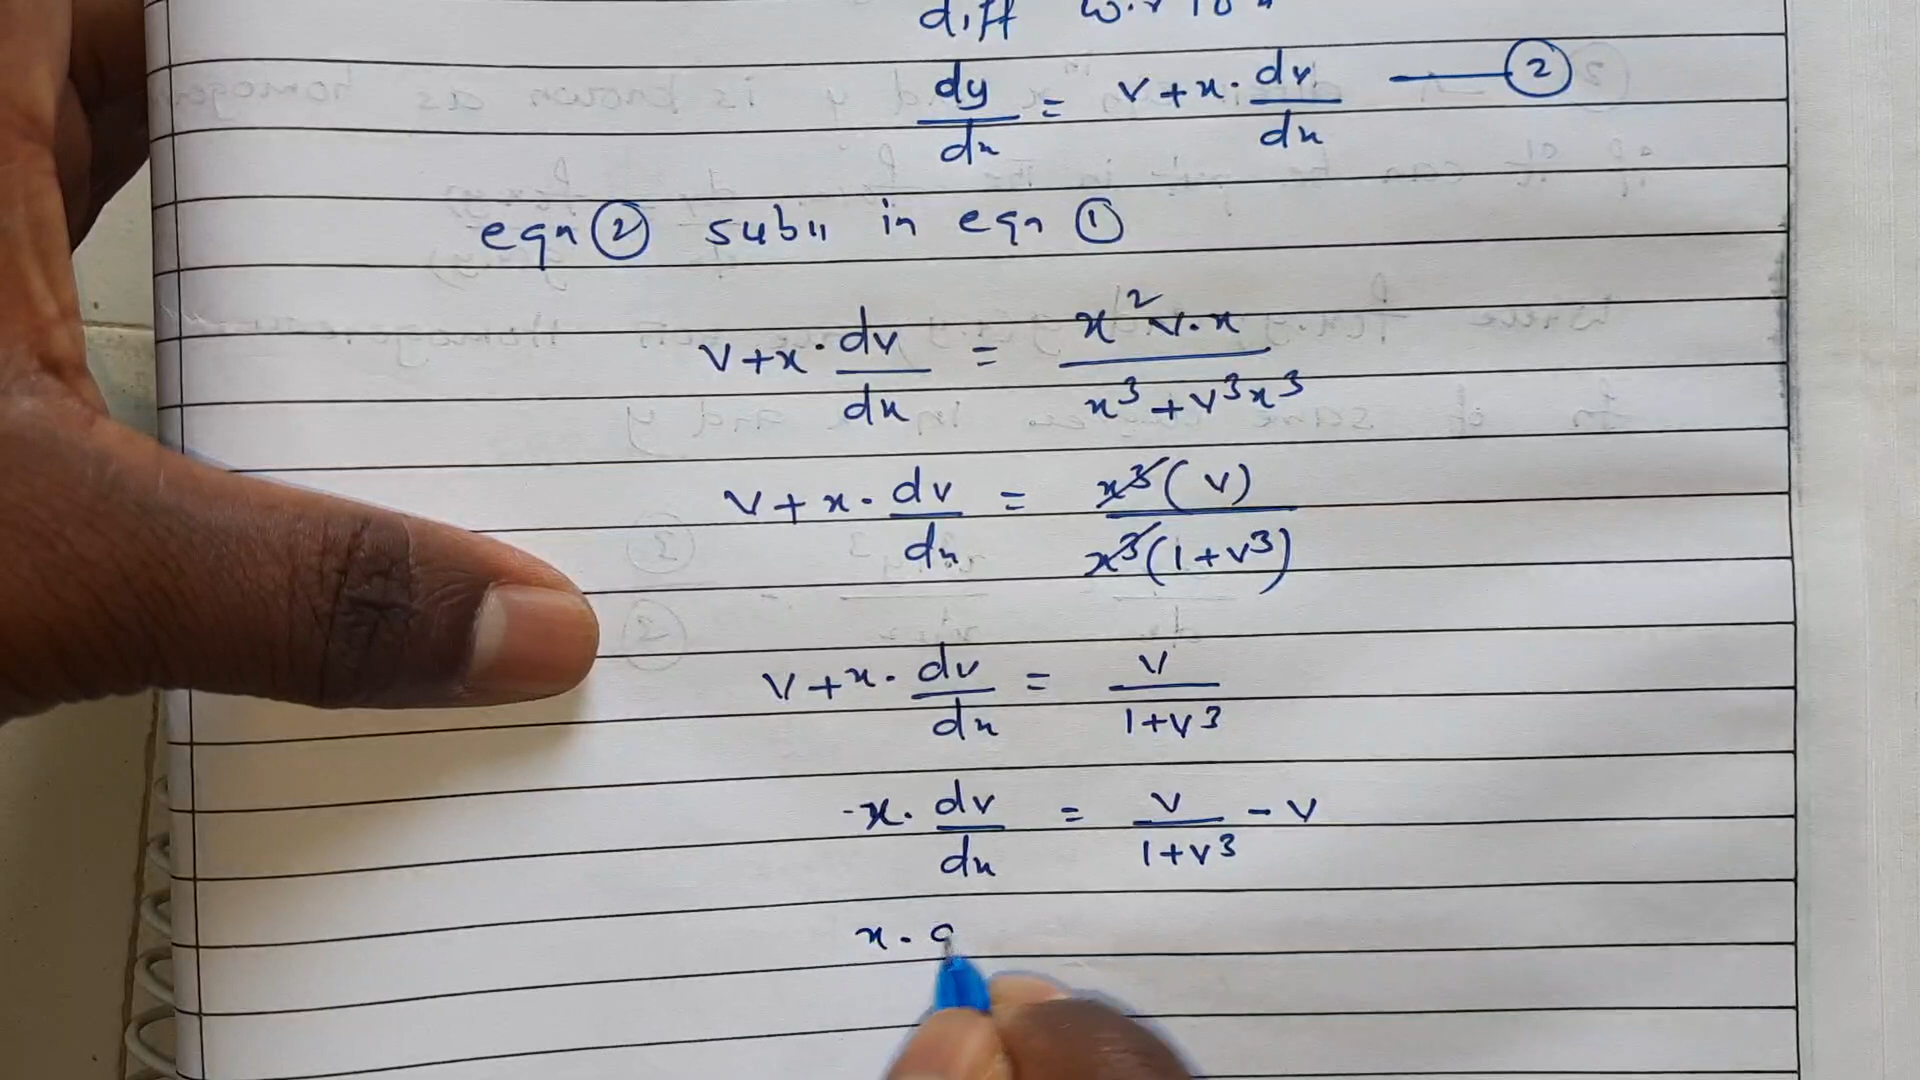 diff w.r to x
dy/dx = v+x.dv/dx — ②
eqn ② subn in eqn ①
v+x.dv/dx = x²v.x/x³+v³x³
v+x.dv/dx = x³(v)/x³(1+v³)
v+x.dv/dx = v/1+v³
x.dv/dx = v/1+v³ - v
x.